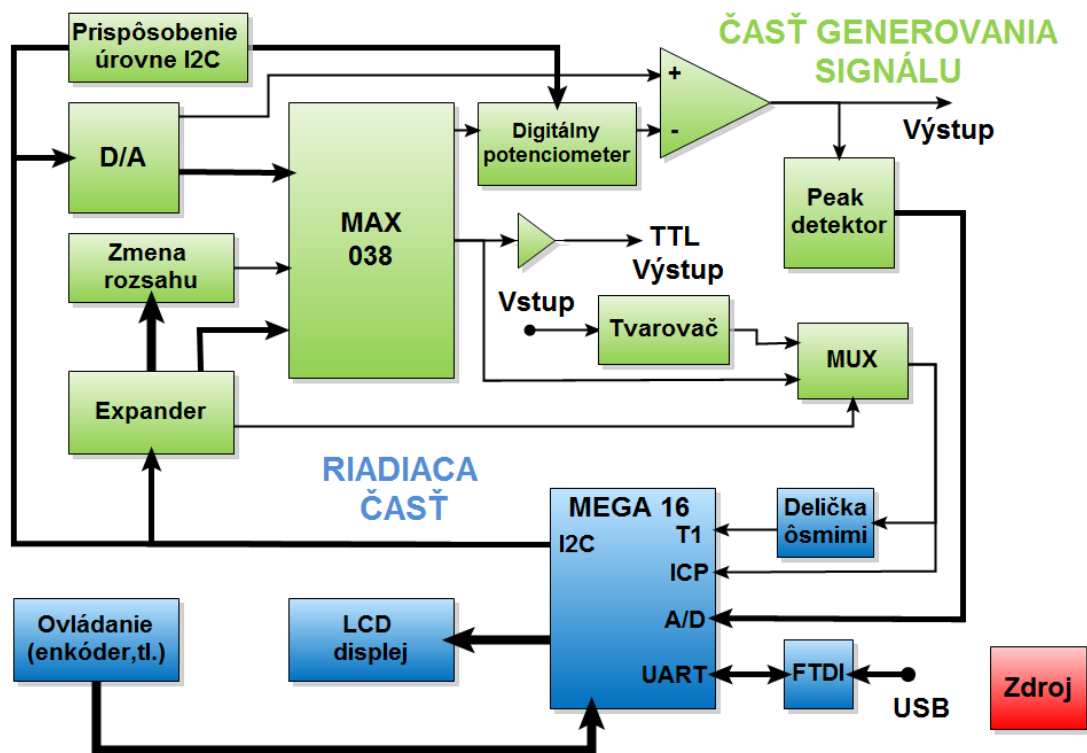 Prispôsobenie
úrovne I2C
ČASŤ GENEROVANIA
SIGNÁLU
+
-
Výstup
D/A
MAX
038
Digitálny
potenciometer
Peak
detektor
Zmena
rozsahu
TTL
Výstup
Vstup
Tvarovač
MUX
Expander
RIADIACA
ČASŤ
MEGA 16
I2C
T1
ICP
A/D
UART
Delička
ôsmimi
Ovládanie
(enkóder,tl.)
LCD
displej
FTDI
USB
Zdroj